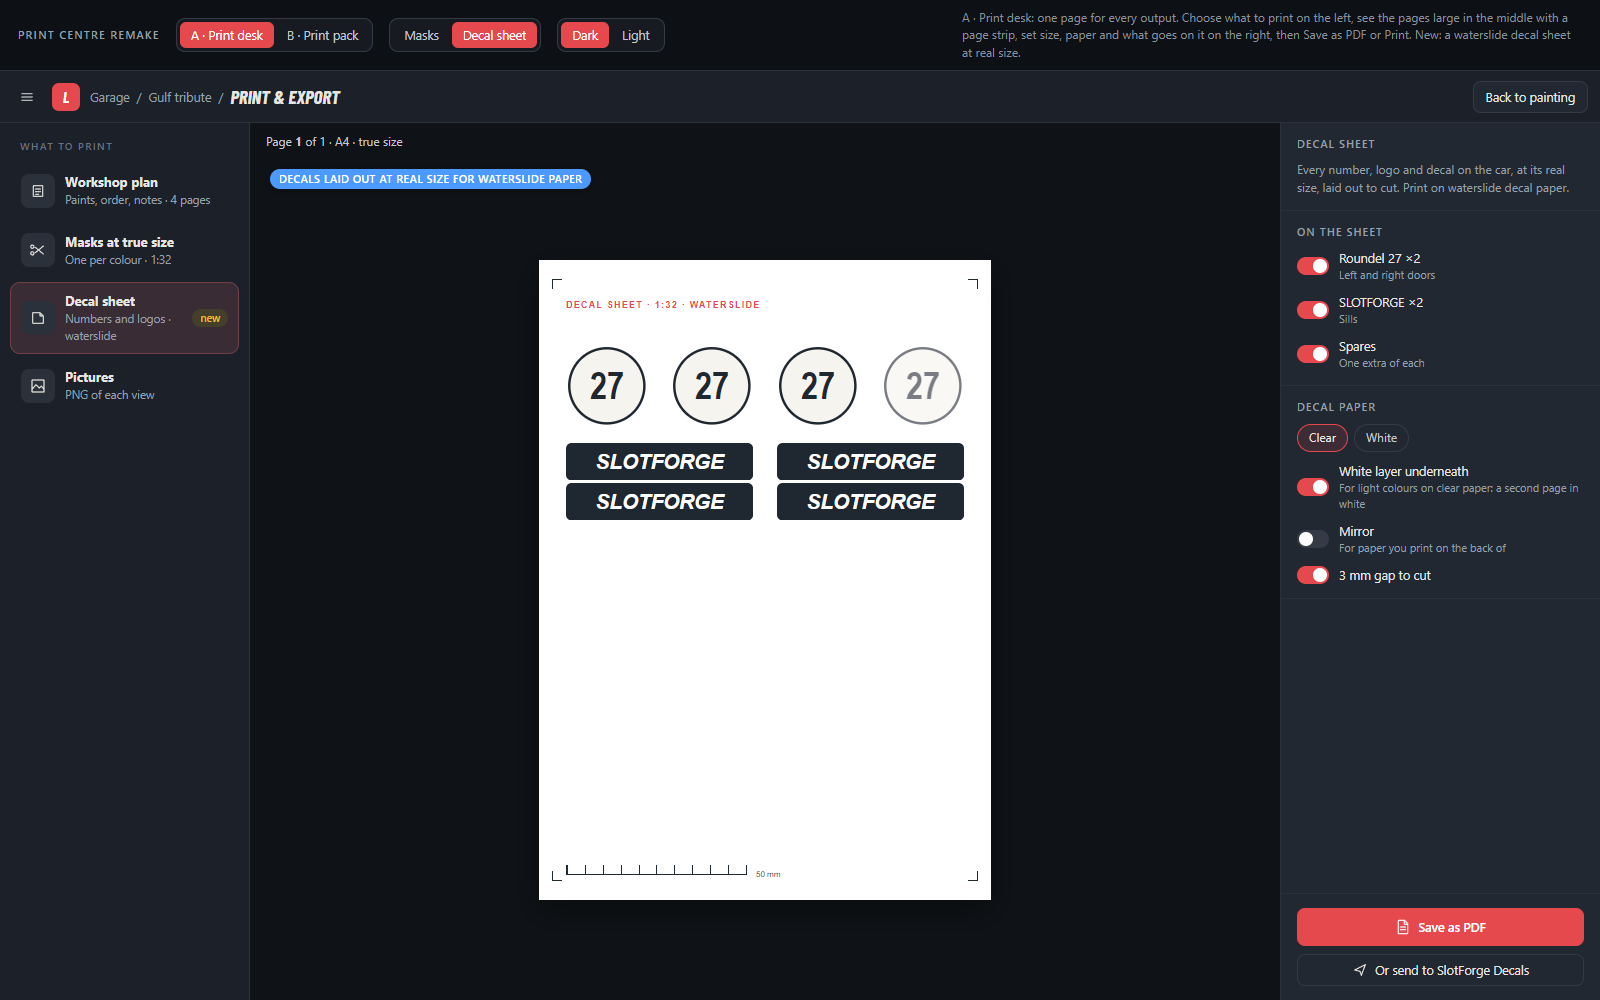 PRINT CENTRE REMAKE
A · Print desk
B · Print pack
Masks
Decal sheet
Dark
Light
A · Print desk: one page for every output. Choose what to print on the left, see the pages large in the middle with a
page strip, set size, paper and what goes on it on the right, then Save as PDF or Print. New: a waterslide decal sheet
at real size.
L
Garage / Gulf tribute / PRINT & EXPORT
Back to painting
WHAT TO PRINT
Workshop plan
Paints, order, notes · 4 pages
Masks at true size
One per colour · 1:32
Decal sheet
Numbers and logos ·
waterslide
new
Pictures
PNG of each view
Page 1 of 1 · A4 · true size
DECALS LAID OUT AT REAL SIZE FOR WATERSLIDE PAPER
DECAL SHEET · 1:32 · WATERSLIDE
27 27 27 27
SLOTFORGE SLOTFORGE
SLOTFORGE SLOTFORGE
50 mm
DECAL SHEET
Every number, logo and decal on the car, at its real
size, laid out to cut. Print on waterslide decal paper.
ON THE SHEET
Roundel 27 ×2
Left and right doors
SLOTFORGE ×2
Sills
Spares
One extra of each
DECAL PAPER
Clear
White
White layer underneath
For light colours on clear paper: a second page in
white
Mirror
For paper you print on the back of
3 mm gap to cut
Save as PDF
Or send to SlotForge Decals